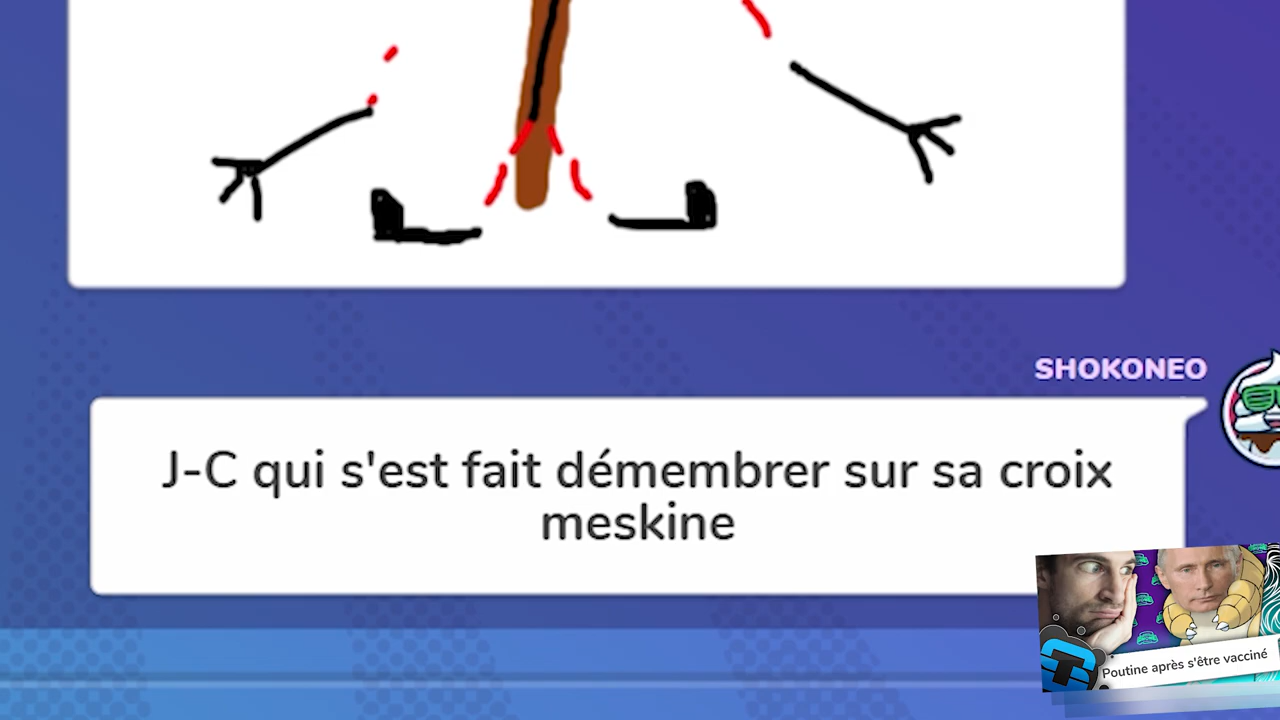 SHOKONEO
J-C qui s'est fait démembrer sur sa croix
meskine
Poutine après s'être vacciné